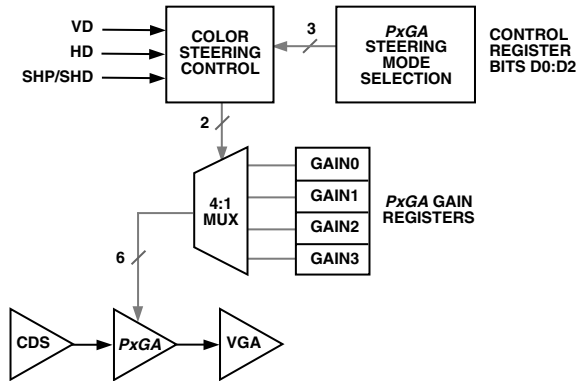 VD
HD
SHP/SHD
COLOR
STEERING
CONTROL
3
PxGA
STEERING
MODE
SELECTION
CONTROL
REGISTER
BITS D0:D2
2
4:1
MUX
GAIN0
GAIN1
GAIN2
GAIN3
PxGA GAIN
REGISTERS
6
CDS
PxGA
VGA